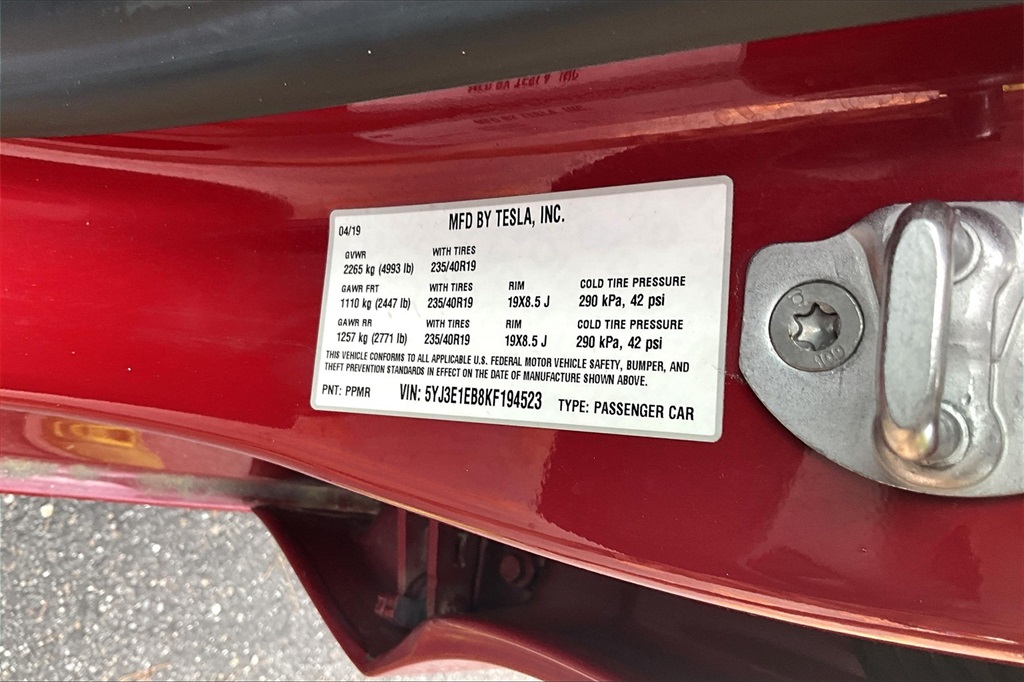 MFD BY TESLA, INC.
04/19
GVWR WITH TIRES
2265 kg (4993 lb) 235/40R19
GAWR FRT WITH TIRES RIM COLD TIRE PRESSURE
1110 kg (2447 lb) 235/40R19 19X8.5 J 290 kPa, 42 psi
GAWR RR WITH TIRES RIM COLD TIRE PRESSURE
1257 kg (2771 lb) 235/40R19 19X8.5 J 290 kPa, 42 psi
THIS VEHICLE CONFORMS TO ALL APPLICABLE U.S. FEDERAL MOTOR VEHICLE SAFETY, BUMPER, AND
THEFT PREVENTION STANDARDS IN EFFECT ON THE DATE OF MANUFACTURE SHOWN ABOVE.
PNT: PPMR VIN: 5YJ3E1EB8KF194523 TYPE: PASSENGER CAR